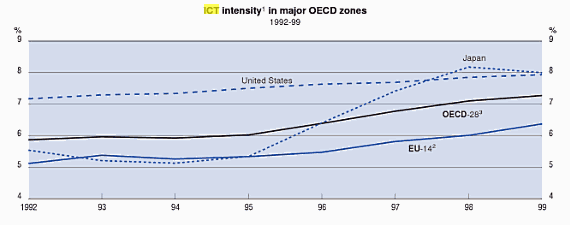 ICT intensity¹ in major OECD zones
1992-99
% %
9 9
Japan
8 8
United States
7 7
OECD-28³
6 6
EU-14²
5 5
4 4
1992 93 94 95 96 97 98 99